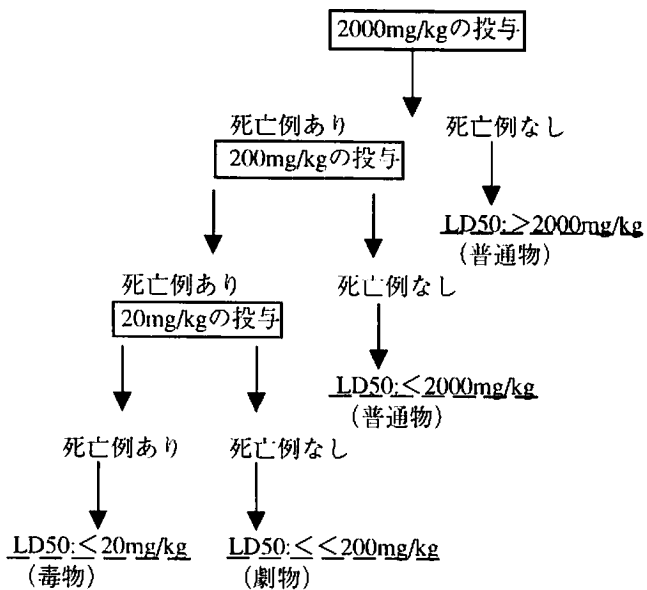 2000mg/kgの投与
死亡例あり
死亡例なし
200mg/kgの投与
LD50:＞2000mg/kg
（普通物）
死亡例あり
死亡例なし
20mg/kgの投与
LD50:＜2000mg/kg
（普通物）
死亡例あり
死亡例なし
LD50:＜20mg/kg
LD50:＜＜200mg/kg
（毒物）
（劇物）